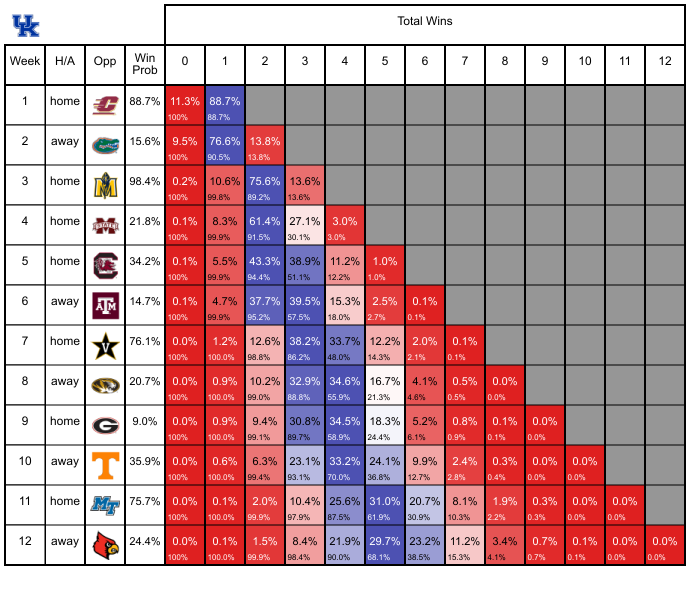 UK
Total Wins
Week H/A Opp Win Prob 0 1 2 3 4 5 6 7 8 9 10 11 12
1 home C 88.7% 11.3% 88.7%
100% 88.7%
2 away Gators 15.6% 9.5% 76.6% 13.8%
100% 90.5% 13.8%
3 home M 98.4% 0.2% 10.6% 75.6% 13.6%
100% 99.8% 89.2% 13.6%
4 home M STATE 21.8% 0.1% 8.3% 61.4% 27.1% 3.0%
100% 99.9% 91.5% 30.1% 3.0%
5 home C 34.2% 0.1% 5.5% 43.3% 38.9% 11.2% 1.0%
100% 99.9% 94.4% 51.1% 12.2% 1.0%
6 away ATM 14.7% 0.1% 4.7% 37.7% 39.5% 15.3% 2.5% 0.1%
100% 99.9% 95.2% 57.5% 18.0% 2.7% 0.1%
7 home V 76.1% 0.0% 1.2% 12.6% 38.2% 33.7% 12.2% 2.0% 0.1%
100% 100.0% 98.8% 86.2% 48.0% 14.3% 2.1% 0.1%
8 away 20.7% 0.0% 0.9% 10.2% 32.9% 34.6% 16.7% 4.1% 0.5% 0.0%
100% 100.0% 99.0% 88.8% 55.9% 21.3% 4.6% 0.5% 0.0%
9 home G 9.0% 0.0% 0.9% 9.4% 30.8% 34.5% 18.3% 5.2% 0.8% 0.1% 0.0%
100% 100.0% 99.1% 89.7% 58.9% 24.4% 6.1% 0.9% 0.1% 0.0%
10 away T 35.9% 0.0% 0.6% 6.3% 23.1% 33.2% 24.1% 9.9% 2.4% 0.3% 0.0% 0.0%
100% 100.0% 99.4% 93.1% 70.0% 36.8% 12.7% 2.8% 0.4% 0.0% 0.0%
11 home MT 75.7% 0.0% 0.1% 2.0% 10.4% 25.6% 31.0% 20.7% 8.1% 1.9% 0.3% 0.0% 0.0%
100% 100.0% 99.9% 97.9% 87.5% 61.9% 30.9% 10.3% 2.2% 0.3% 0.0% 0.0%
12 away 24.4% 0.0% 0.1% 1.5% 8.4% 21.9% 29.7% 23.2% 11.2% 3.4% 0.7% 0.1% 0.0% 0.0%
100% 100.0% 99.9% 98.4% 90.0% 68.1% 38.5% 15.3% 4.1% 0.7% 0.1% 0.0% 0.0%